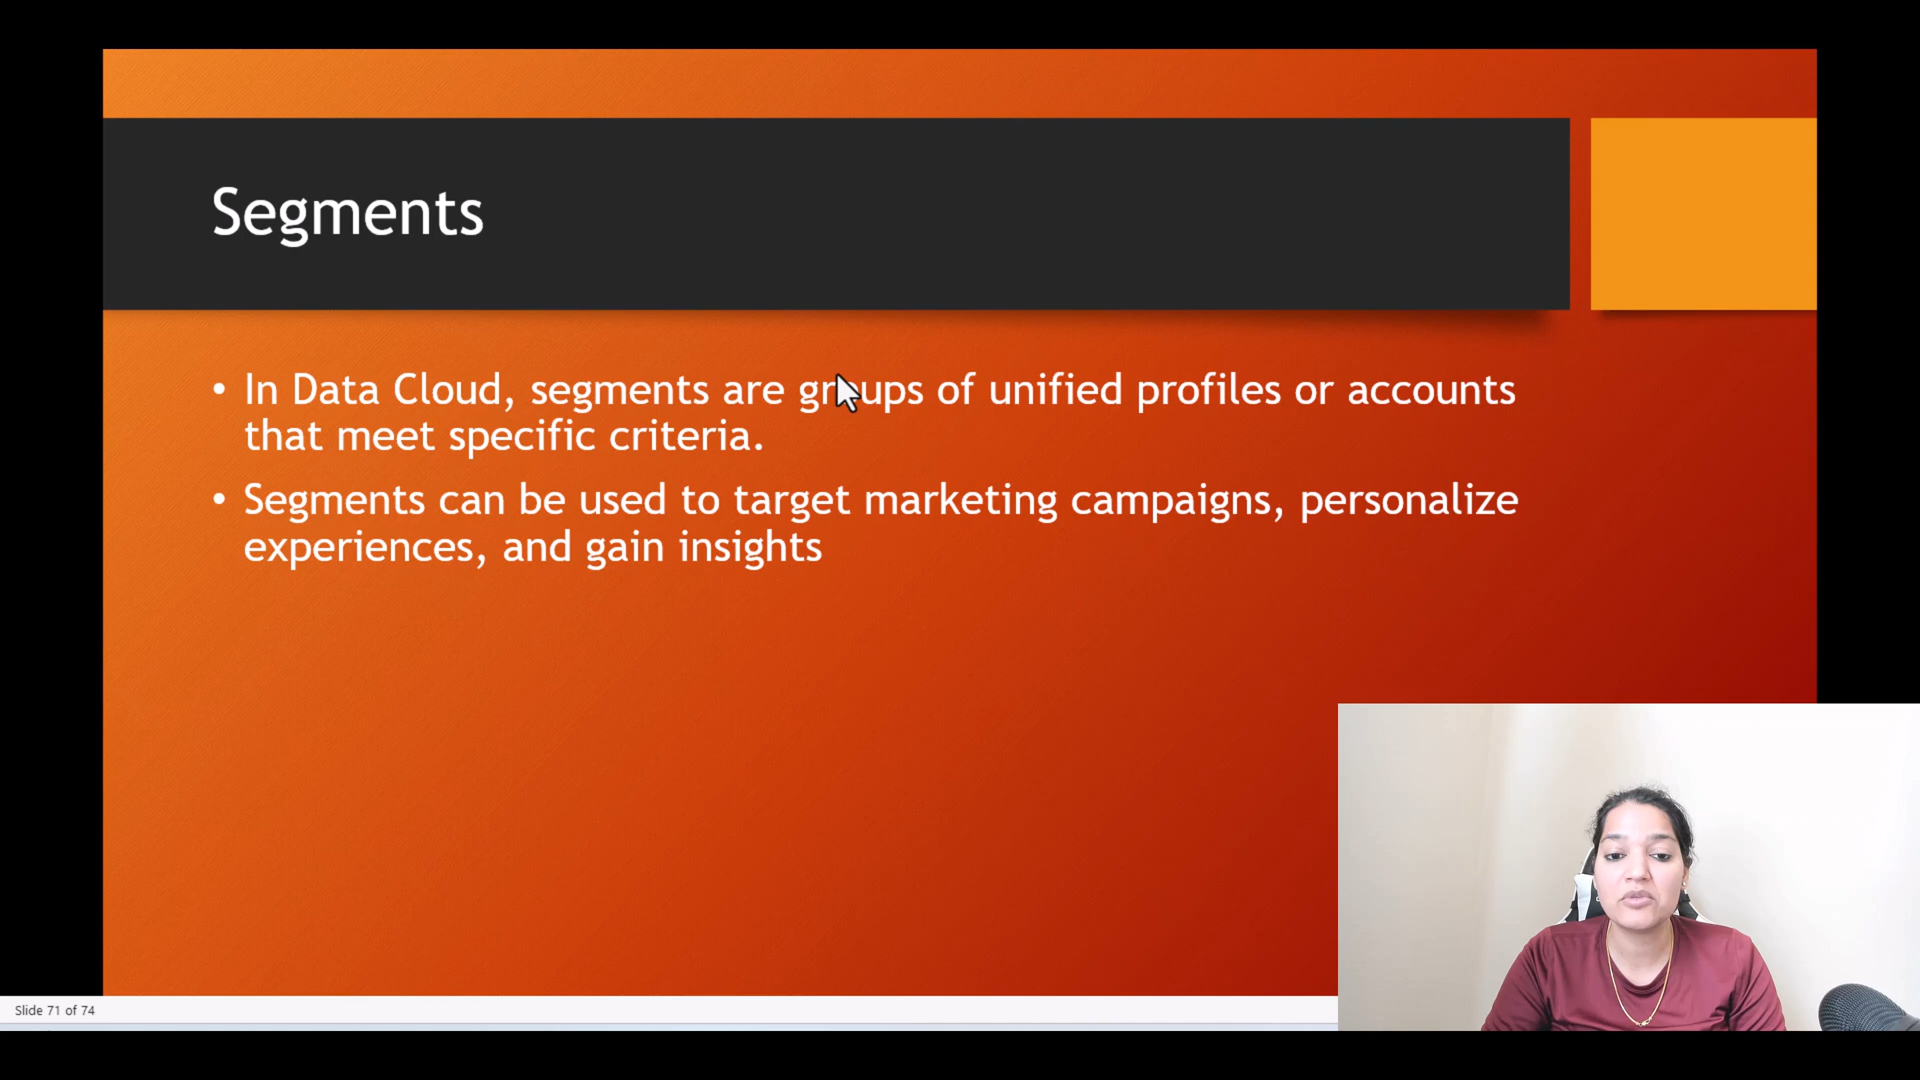 Segments
• In Data Cloud, segments are groups of unified profiles or accounts
that meet specific criteria.
• Segments can be used to target marketing campaigns, personalize
experiences, and gain insights
Slide 71 of 74